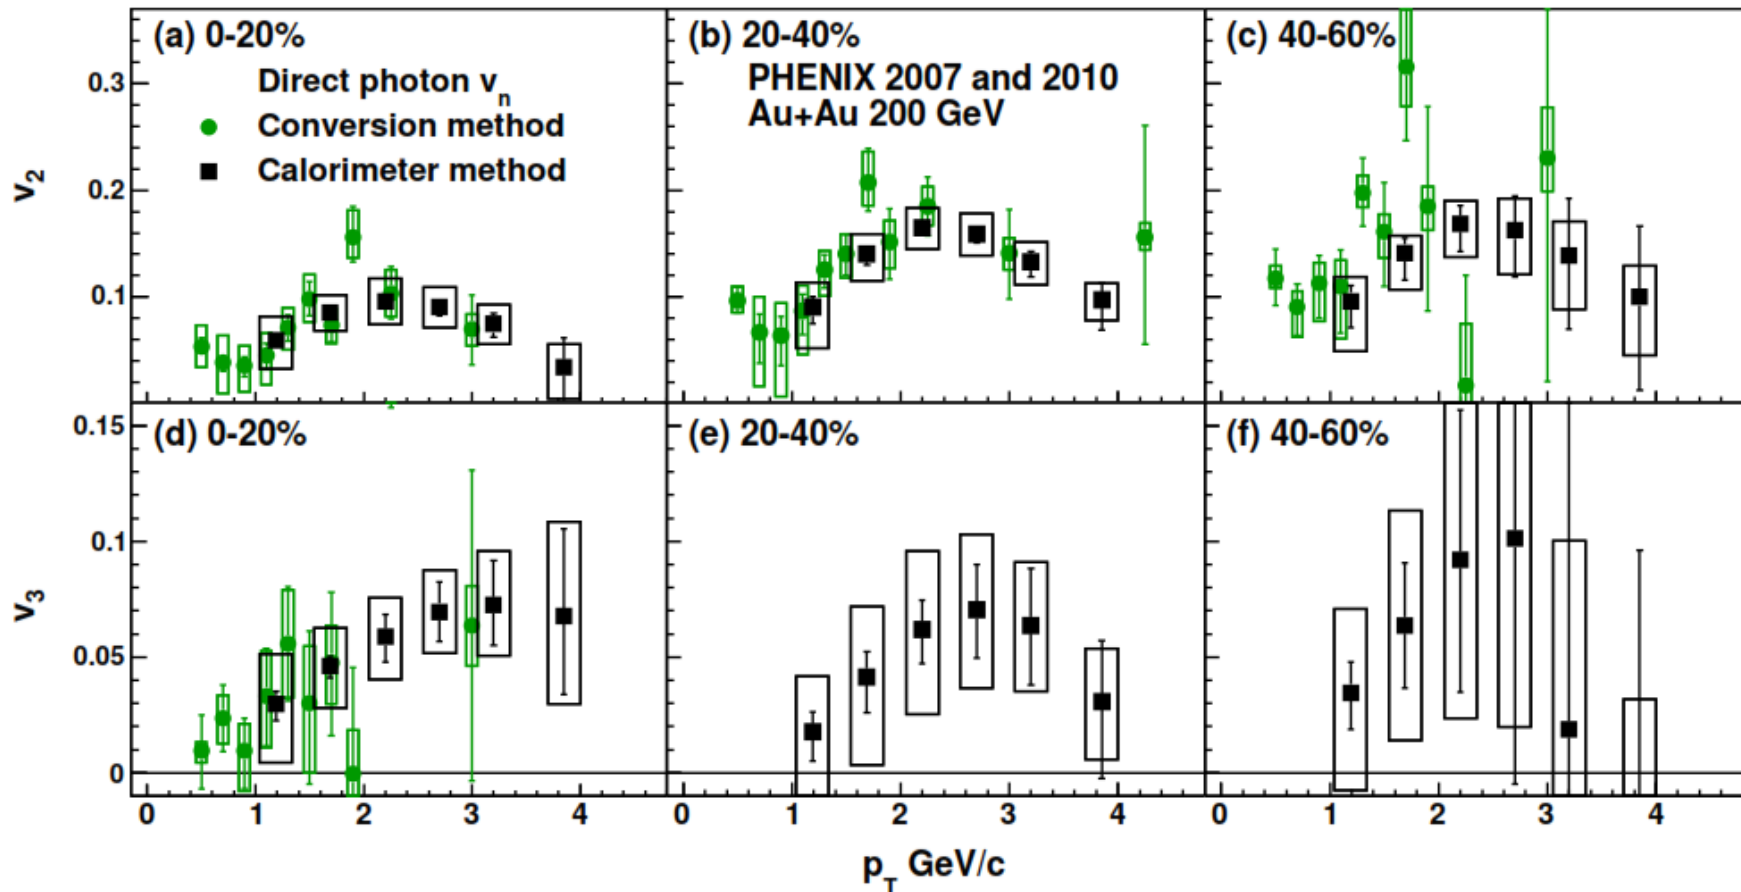 (a) 0-20%
Direct photon vn
Conversion method
Calorimeter method
(b) 20-40%
PHENIX 2007 and 2010
Au+Au 200 GeV
(c) 40-60%
v2
0.3
0.2
0.1
(d) 0-20%
(e) 20-40%
(f) 40-60%
v3
0.15
0.1
0.05
0
0 1 2 3 4
0 1 2 3 4
0 1 2 3 4
pT GeV/c